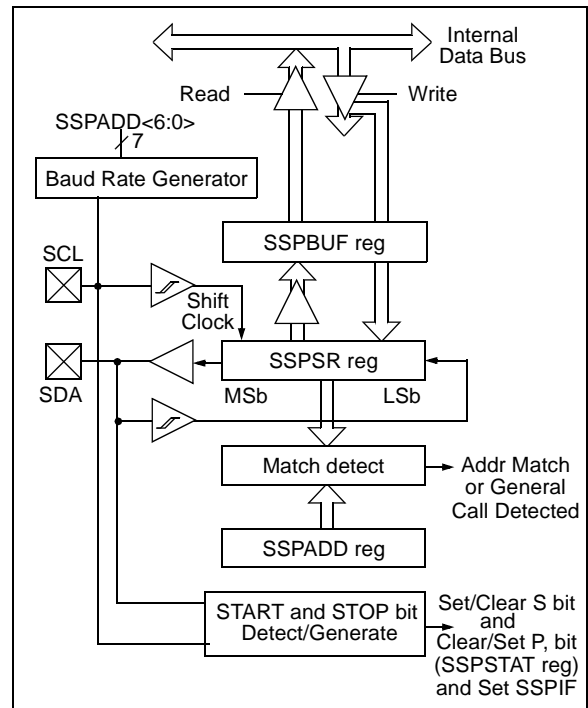 Internal
Data Bus
Read
Write
SSPADD<6:0>
7
Baud Rate Generator
SSPBUF reg
SCL
Shift
Clock
SSPSR reg
SDA
MSb
LSb
Match detect
Addr Match
or General
Call Detected
SSPADD reg
START and STOP bit
Detect/Generate
Set/Clear S bit
and
Clear/Set P, bit
(SSPSTAT reg)
and Set SSPIF